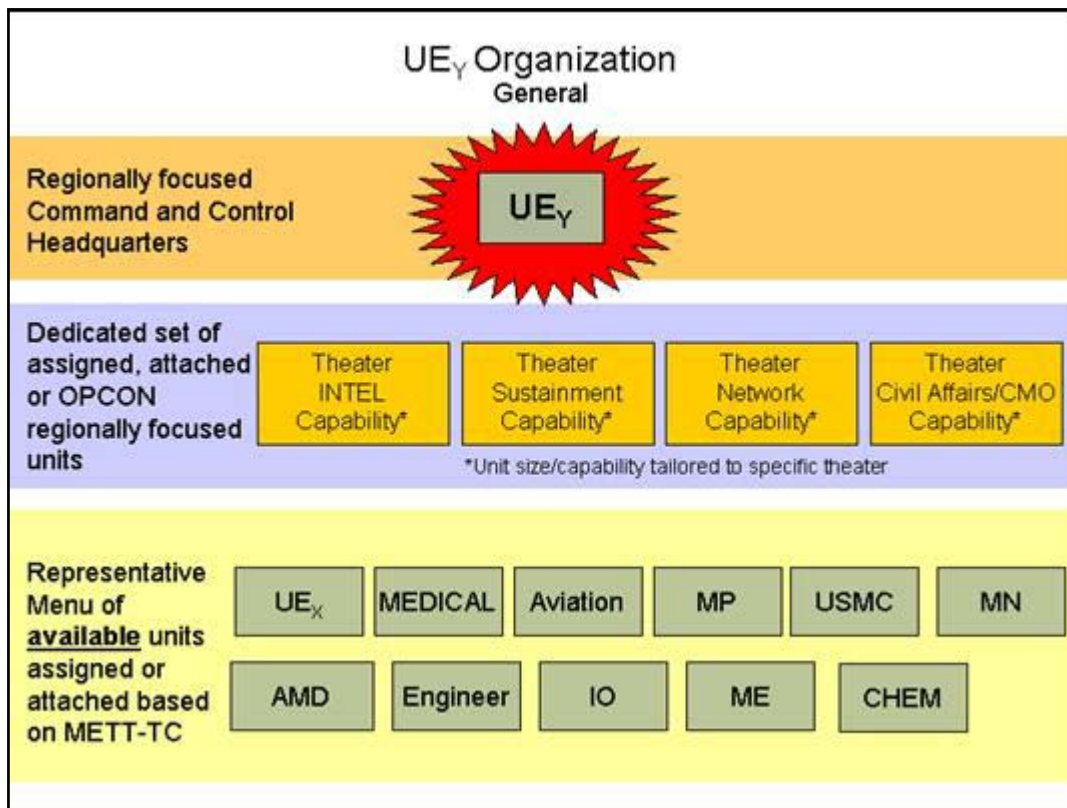 UEY Organization
General
Regionally focused
Command and Control
Headquarters
UEY
Dedicated set of
assigned, attached
or OPCON
regionally focused
units
Theater
INTEL
Capability*
Theater
Sustainment
Capability*
Theater
Network
Capability*
Theater
Civil Affairs/CMO
Capability*
*Unit size/capability tailored to specific theater
Representative
Menu of
available units
assigned or
attached based
on METT-TC
UEX
MEDICAL
Aviation
MP
USMC
MN
AMD
Engineer
IO
ME
CHEM